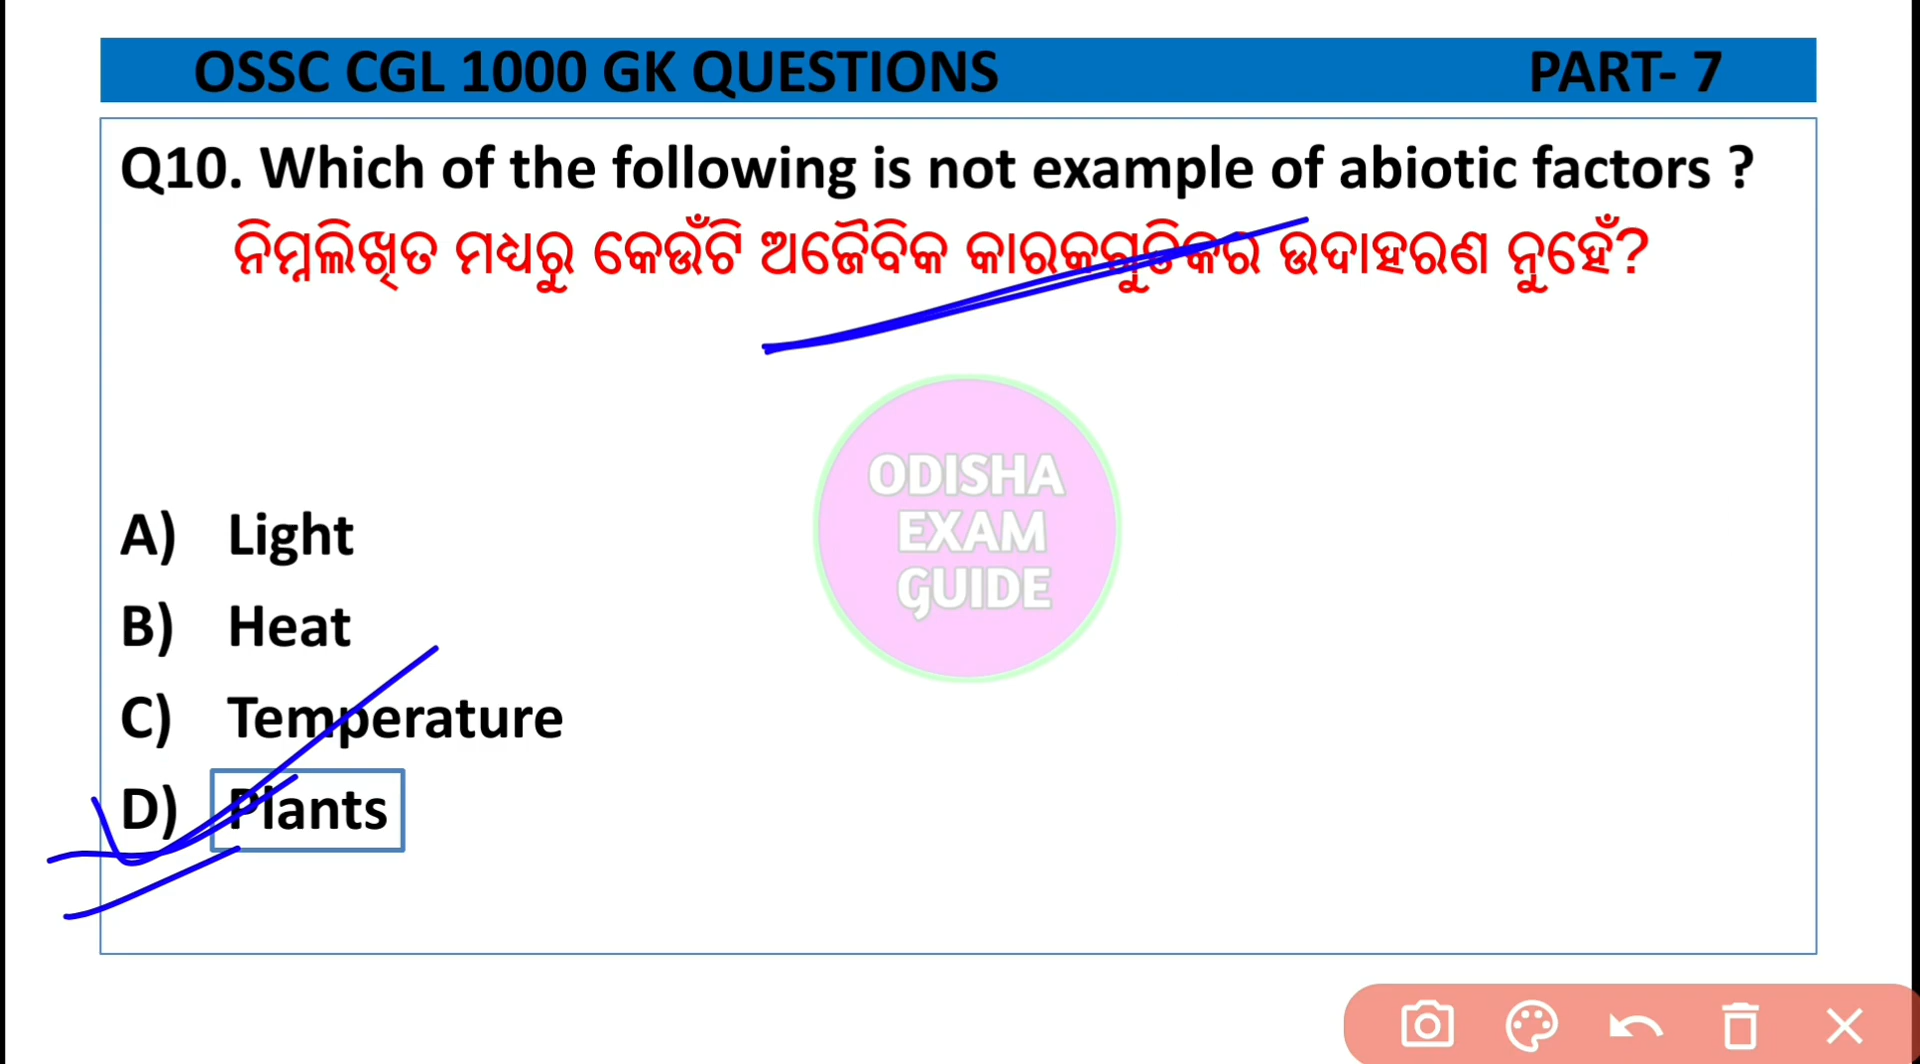 OSSC CGL 1000 GK QUESTIONS PART- 7
Q10. Which of the following is not example of abiotic factors ?
ନିମ୍ନଲିଖିତ ମଧ୍ୟରୁ କେଉଁଟି ଅଜୈବିକ କାରକଗୁଡିକର ଉଦାହରଣ ନୁହେଁ?
ODISHA
EXAM
GUIDE
A) Light
B) Heat
C) Temperature
D) Plants